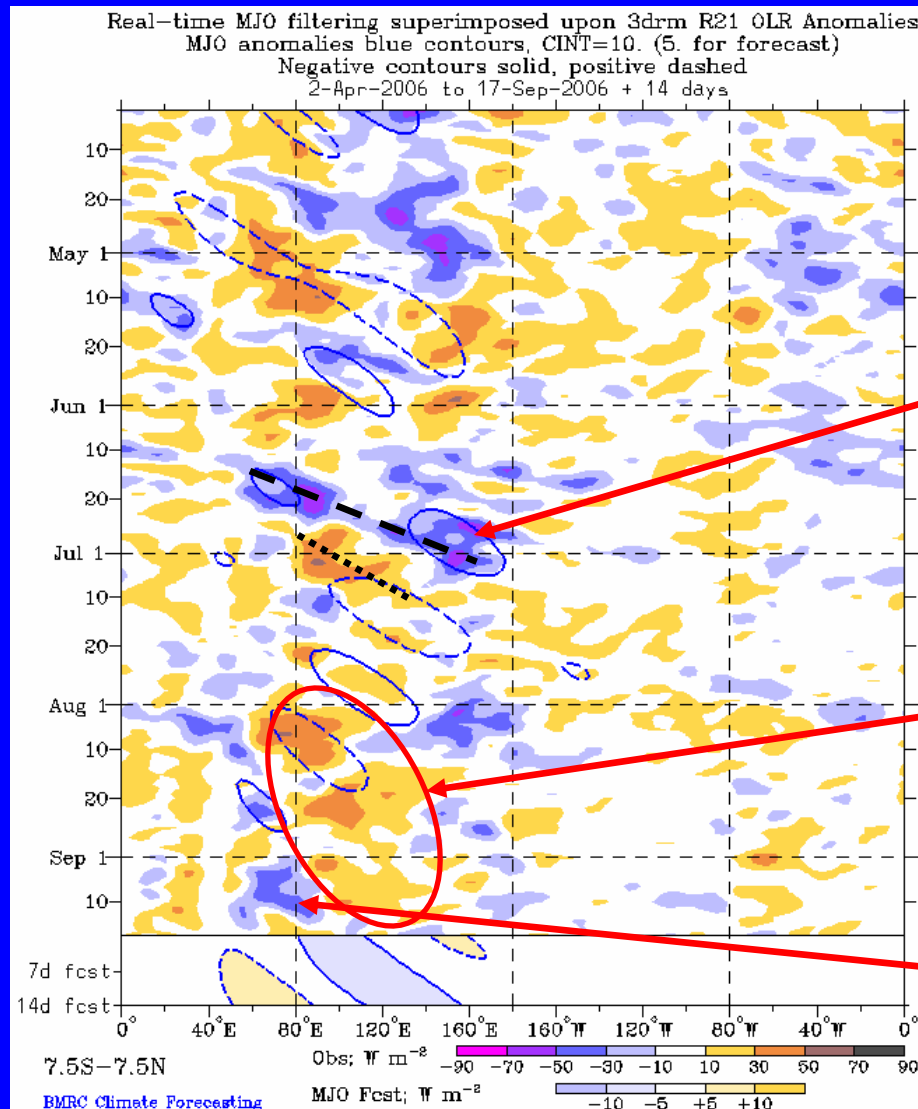 Real-time MJO filtering superimposed upon 3drm R21 OLR Anomalies
MJO anomalies blue contours, CINT=10. (5. for forecast)
Negative contours solid, positive dashed
2-Apr-2006 to 17-Sep-2006 + 14 days
10
20
May 1
10
20
Jun 1
10
20
Jul 1
10
20
Aug 1
10
20
Sep 1
10
7d fcst
14d fcst
0° 40°E 80°E 120°E 160°E 160°W 120°W 80°W 40°W 0°
7.5S-7.5N
Obs; W m⁻²
-90 -70 -50 -30 -10 10 30 50 70 90
BMRC Climate Forecasting
MJO Fcst; W m⁻²
-10 -5 +5 +10